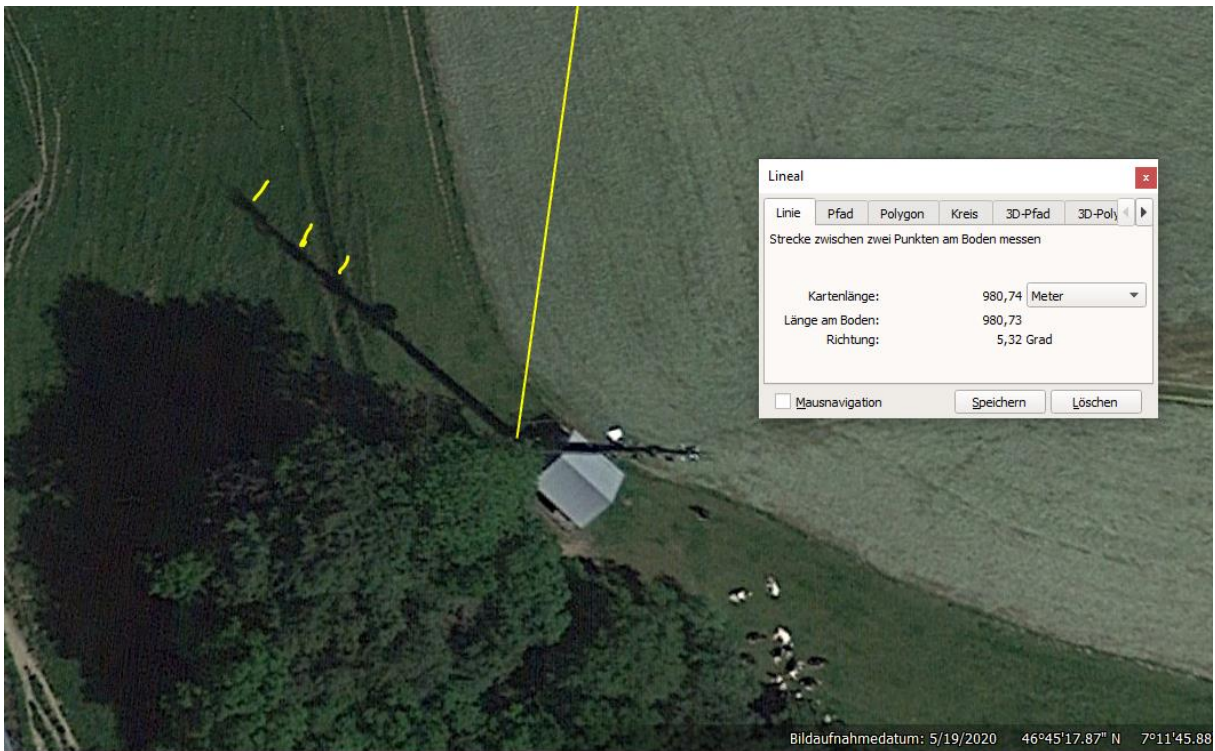 Lineal
Linie Pfad Polygon Kreis 3D-Pfad 3D-Poly
Strecke zwischen zwei Punkten am Boden messen
Kartenlänge: 980,74 Meter
Länge am Boden: 980,73
Richtung: 5,32 Grad
Mausnavigation Speichern Löschen
Bildaufnahmedatum: 5/19/2020 46°45'17.87" N 7°11'45.88